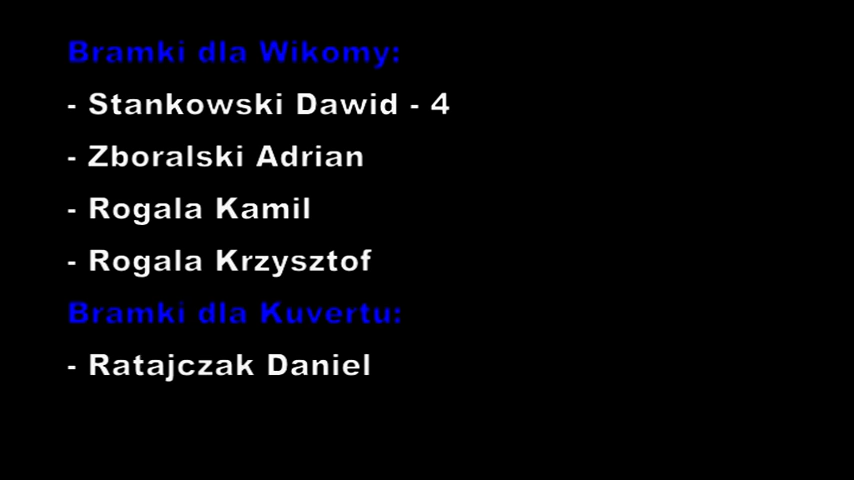 Bramki dla Wikomy:
- Stankowski Dawid - 4
- Zboralski Adrian
- Rogala Kamil
- Rogala Krzysztof
Bramki dla Kuvertu:
- Ratajczak Daniel